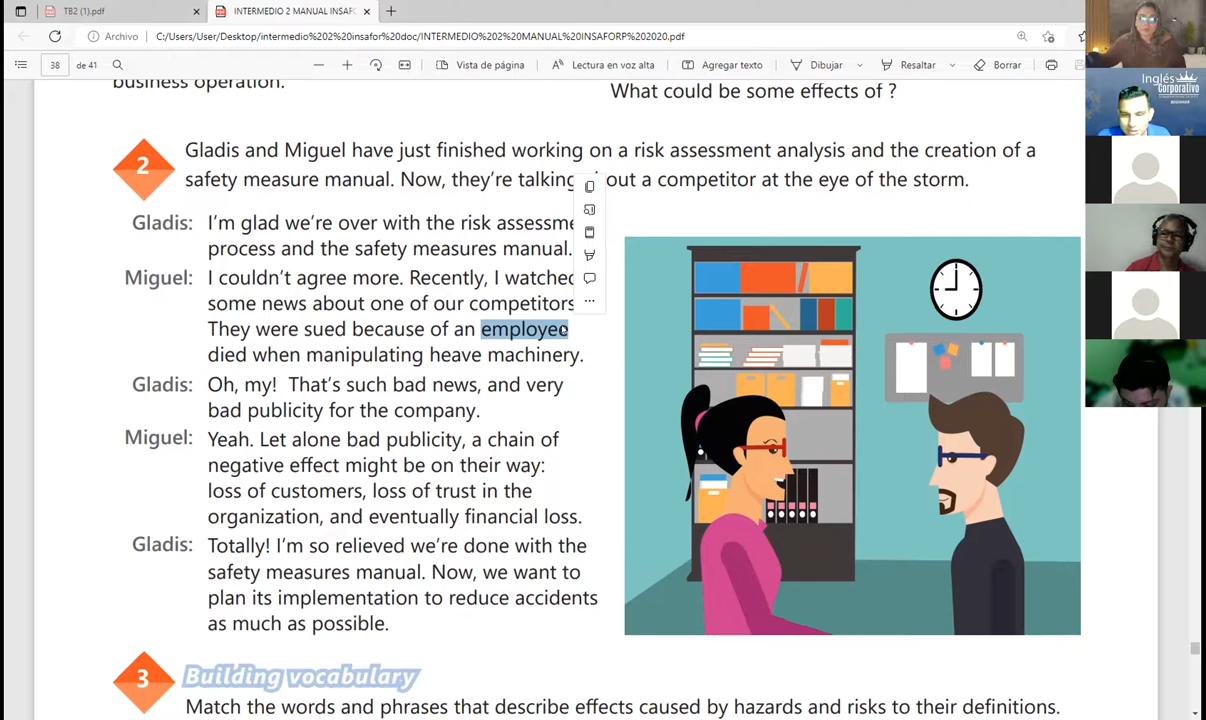 TB2 (1).pdf
INTERMEDIO 2 MANUAL INSAF
Archivo
C:/Users/User/Desktop/intermedio%202%20insafor%20doc/INTERMEDIO%202%20MANUAL%20INSAFORP%202020.pdf
38 de 41
Vista de página
Lectura en voz alta
Agregar texto
Dibujar
Resaltar
Borrar
business operation.
What could be some effects of ?
2
Gladis and Miguel have just finished working on a risk assessment analysis and the creation of a
safety measure manual. Now, they're talking out a competitor at the eye of the storm.
Gladis: I'm glad we're over with the risk assessme
process and the safety measures manual.
Miguel: I couldn't agree more. Recently, I watched
some news about one of our competitors
They were sued because of an employee
died when manipulating heave machinery.
Gladis: Oh, my! That's such bad news, and very
bad publicity for the company.
Miguel: Yeah. Let alone bad publicity, a chain of
negative effect might be on their way:
loss of customers, loss of trust in the
organization, and eventually financial loss.
Gladis: Totally! I'm so relieved we're done with the
safety measures manual. Now, we want to
plan its implementation to reduce accidents
as much as possible.
3
Building vocabulary
Match the words and phrases that describe effects caused by hazards and risks to their definitions.
Inglés
Corporativo